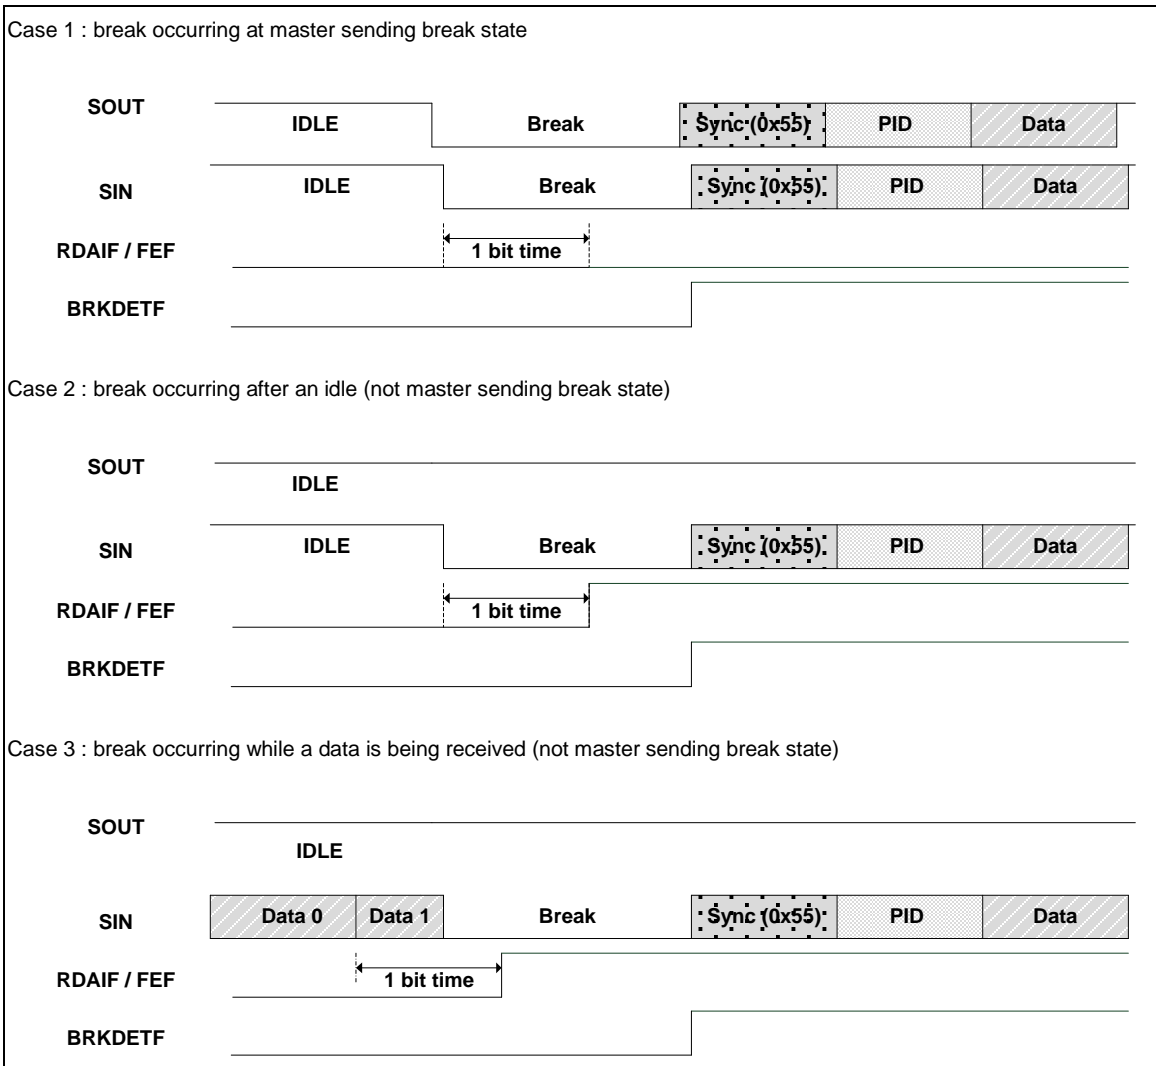 Case 1 : break occurring at master sending break state
SOUT IDLE Break Sync (0x55) PID Data
SIN IDLE Break Sync (0x55) PID Data
RDAIF / FEF 1 bit time
BRKDETF
Case 2 : break occurring after an idle (not master sending break state)
SOUT
IDLE
SIN IDLE Break Sync (0x55) PID Data
RDAIF / FEF 1 bit time
BRKDETF
Case 3 : break occurring while a data is being received (not master sending break state)
SOUT
IDLE
SIN Data 0 Data 1 Break Sync (0x55) PID Data
RDAIF / FEF 1 bit time
BRKDETF